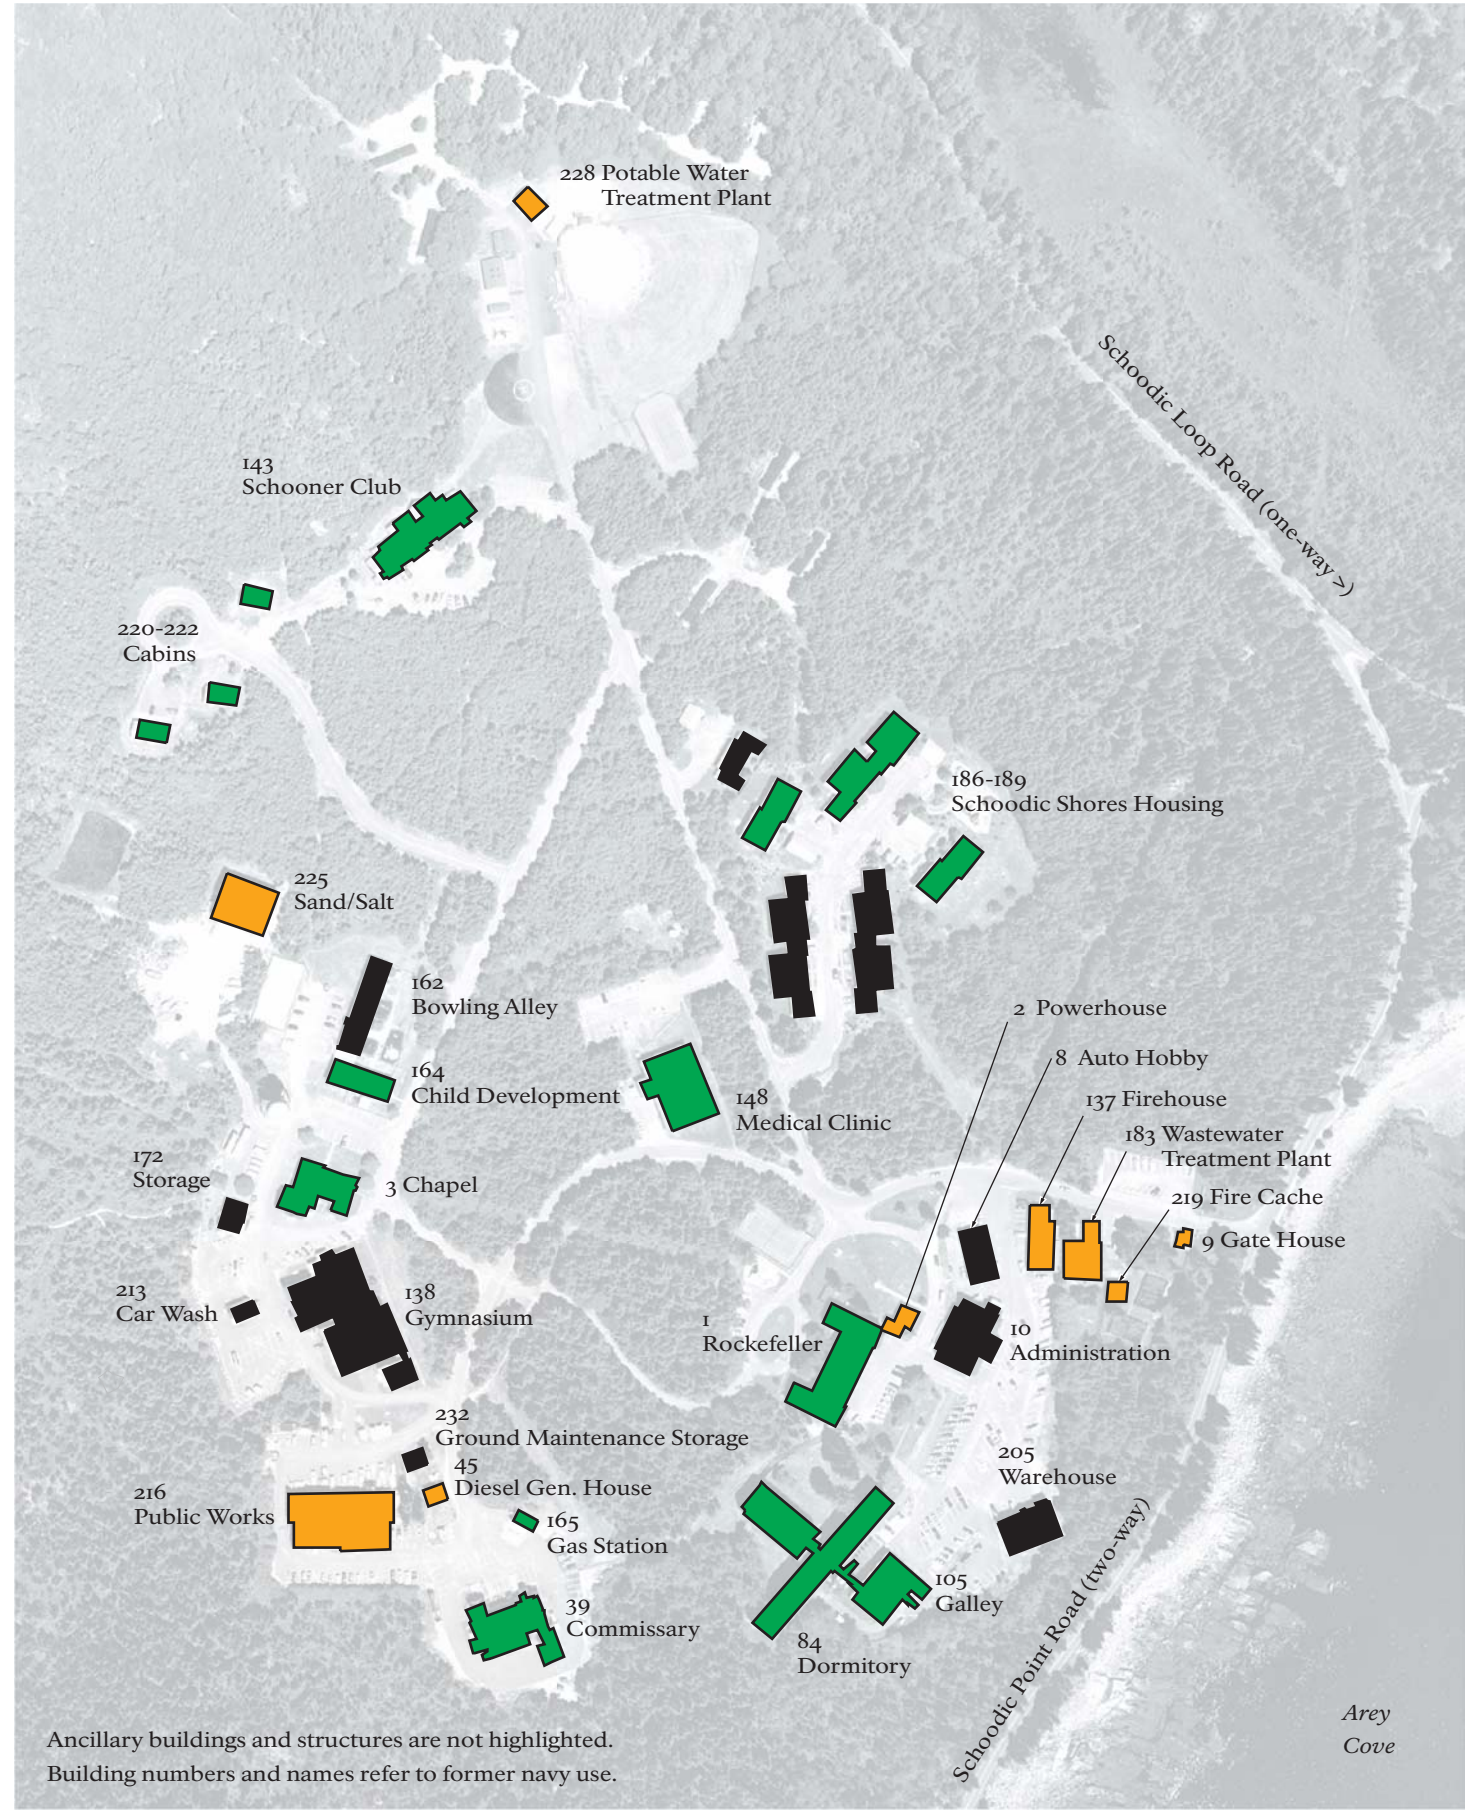 228 Potable Water
Treatment Plant
Schoodic Loop Road (one-way >)
143
Schooner Club
220-222
Cabins
186-189
Schoodic Shores Housing
225
Sand/Salt
162
Bowling Alley
2 Powerhouse
8 Auto Hobby
164
Child Development
148
Medical Clinic
137 Firehouse
183 Wastewater
Treatment Plant
172
Storage
3 Chapel
219 Fire Cache
9 Gate House
213
Car Wash
138
Gymnasium
1
Rockefeller
10
Administration
232
Ground Maintenance Storage
45
Diesel Gen. House
205
Warehouse
216
Public Works
165
Gas Station
105
Galley
39
Commissary
84
Dormitory
Schoodic Point Road (two-way)
Arey
Cove
Ancillary buildings and structures are not highlighted.
Building numbers and names refer to former navy use.